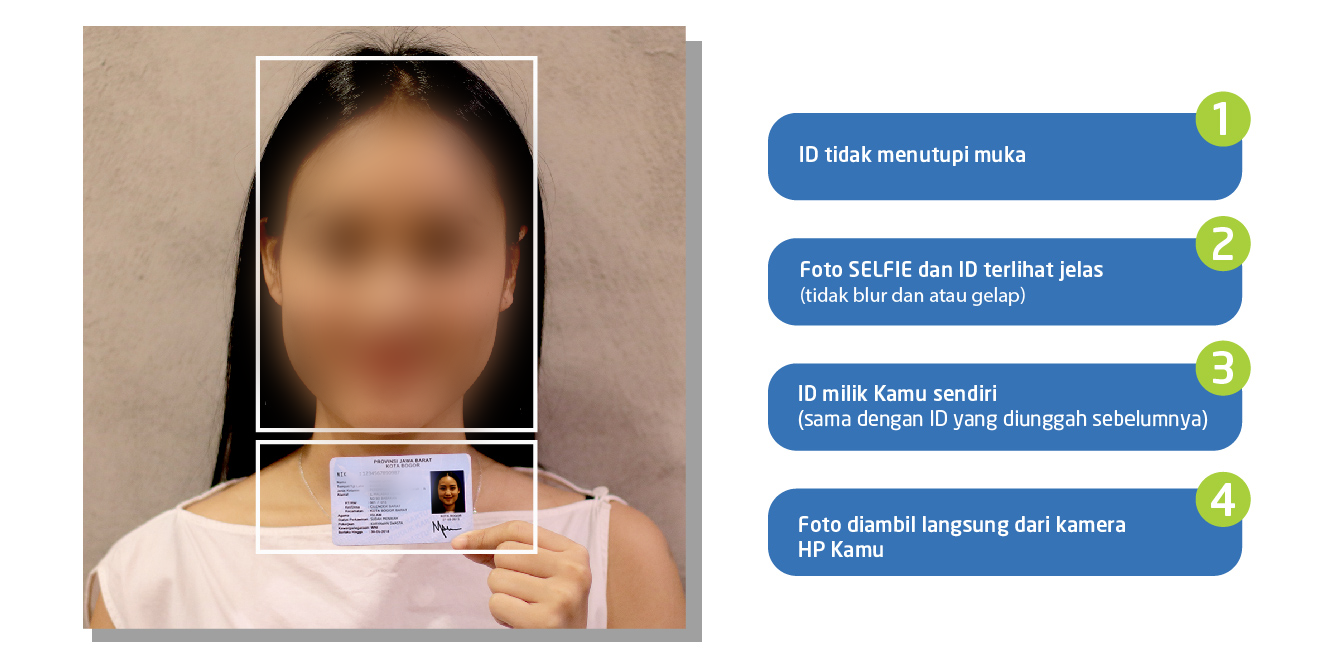 PROVINSI JAWA BARAT
KOTA BOGOR
NIK
1
ID tidak menutupi muka
2
Foto SELFIE dan ID terlihat jelas
(tidak blur dan atau gelap)
3
ID milik Kamu sendiri
(sama dengan ID yang diunggah sebelumnya)
4
Foto diambil langsung dari kamera
HP Kamu